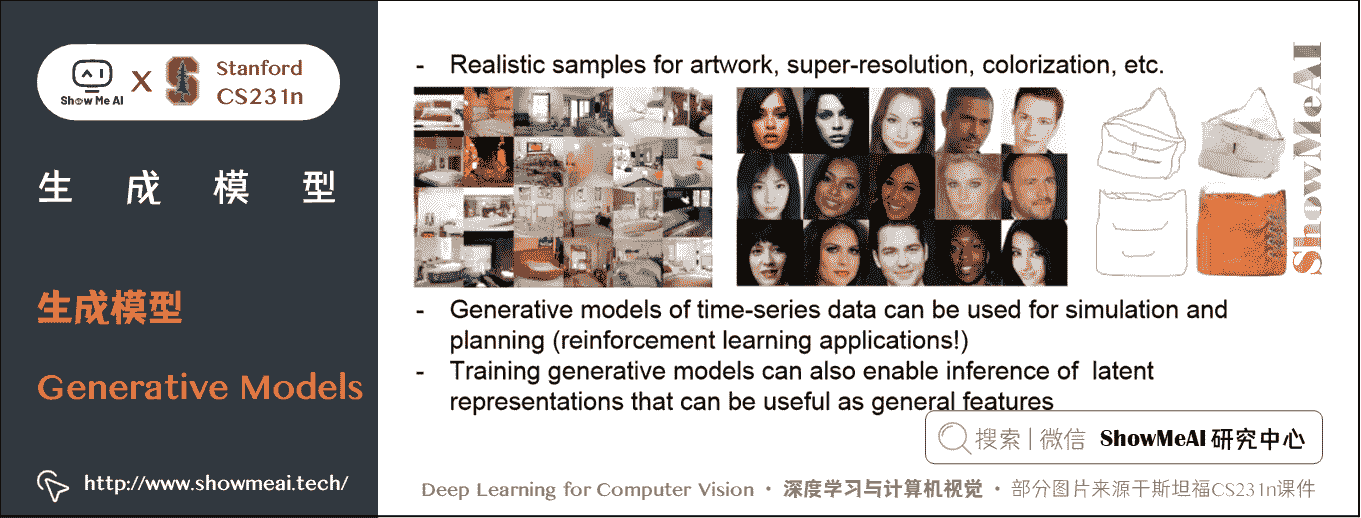 Show Me AI
X
Stanford
CS231n
生成模型
生成模型
Generative Models
http://www.showmeai.tech/
- Realistic samples for artwork, super-resolution, colorization, etc.
ShowMeAI
- Generative models of time-series data can be used for simulation and
planning (reinforcement learning applications!)
- Training generative models can also enable inference of latent
representations that can be useful as general features
搜索 | 微信 ShowMeAI 研究中心
Deep Learning for Computer Vision · 深度学习与计算机视觉 · 部分图片来源于斯坦福CS231n课件